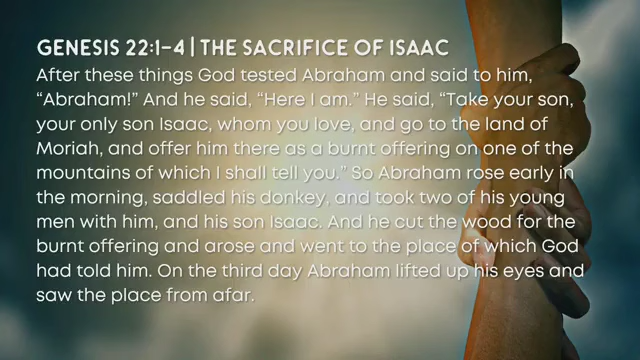 GENESIS 22:1–4 | THE SACRIFICE OF ISAAC
After these things God tested Abraham and said to him,
“Abraham!” And he said, “Here I am.” He said, “Take your son,
your only son Isaac, whom you love, and go to the land of
Moriah, and offer him there as a burnt offering on one of the
mountains of which I shall tell you.” So Abraham rose early in
the morning, saddled his donkey, and took two of his young
men with him, and his son Isaac. And he cut the wood for the
burnt offering and arose and went to the place of which God
had told him. On the third day Abraham lifted up his eyes and
saw the place from afar.